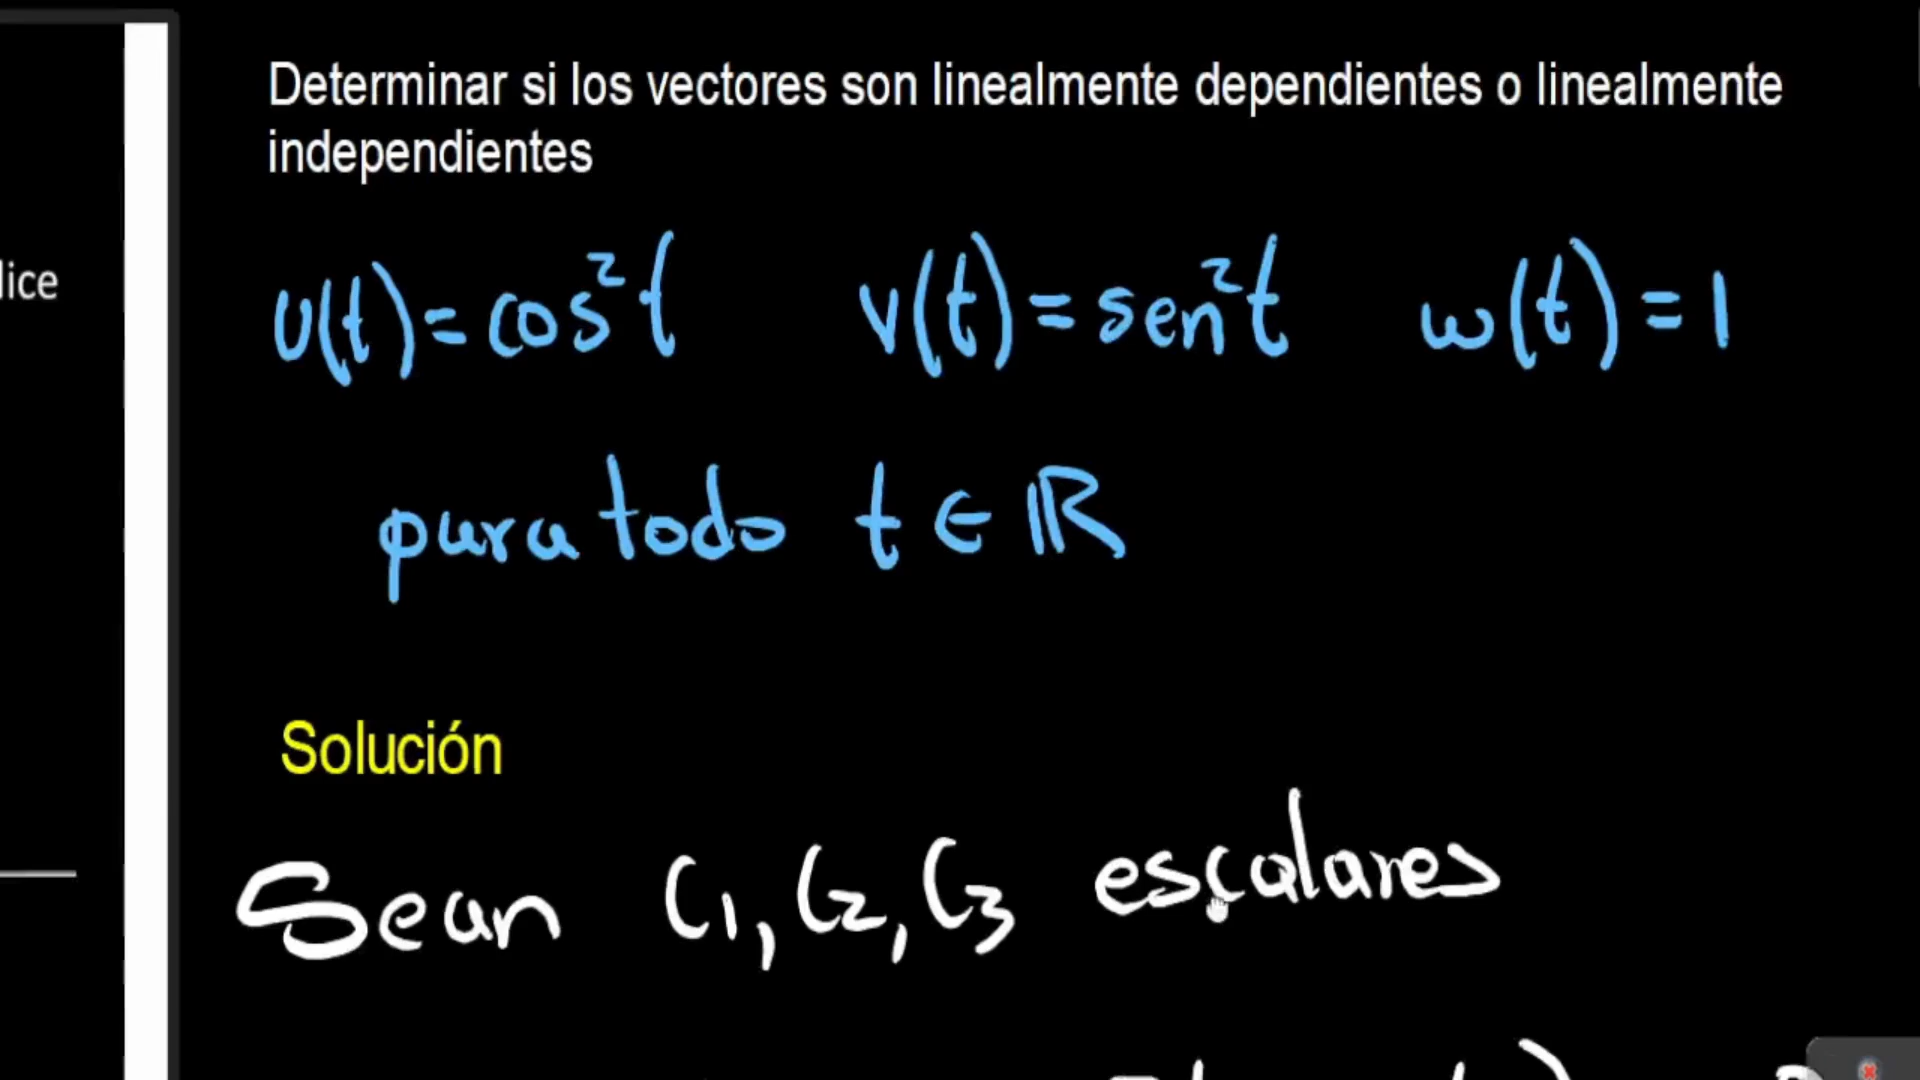 Determinar si los vectores son linealmente dependientes o linealmente
independientes
lice
u(t)=cos²t v(t)=sen²t w(t)=1
para todo t∈ℝ
Solución
Sean C₁, C₂, C₃ escalares